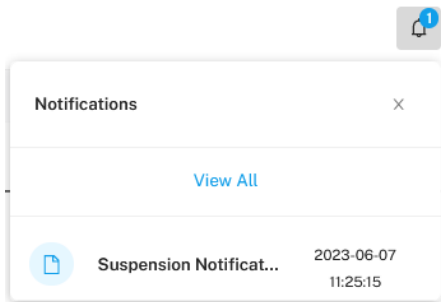 1
Notifications
View All
Suspension Notificat...
2023-06-07
11:25:15